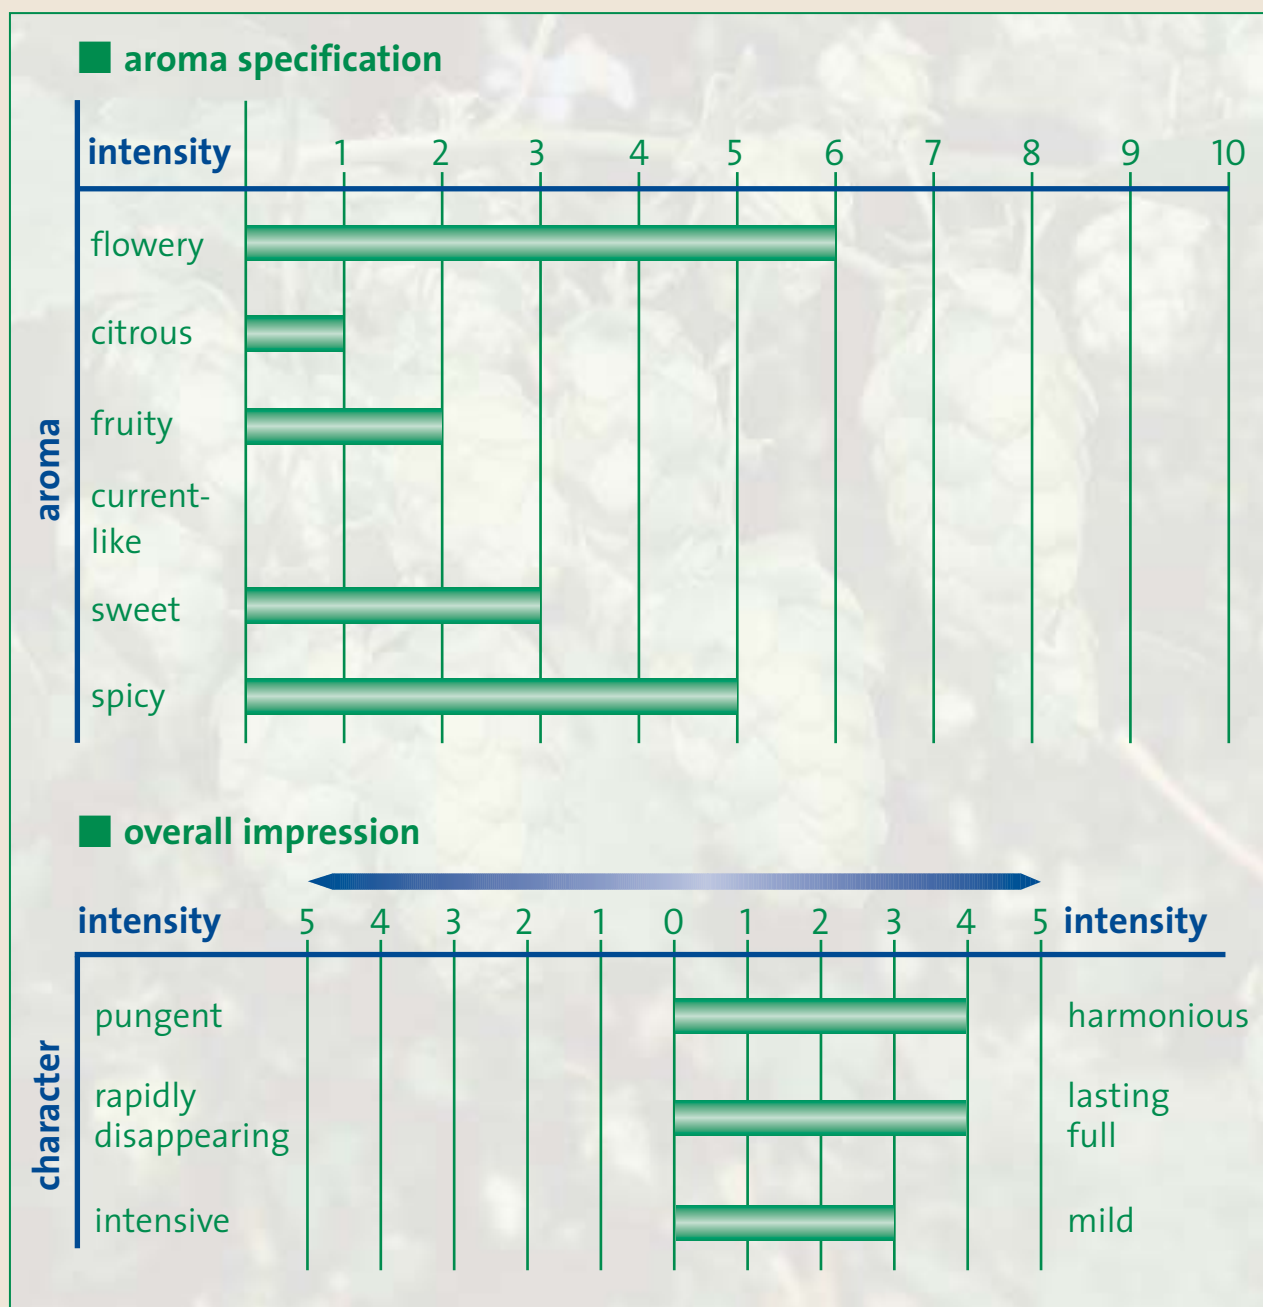 aroma specification
intensity 1 2 3 4 5 6 7 8 9 10
aroma
flowery
citrous
fruity
current-
like
sweet
spicy
overall impression
intensity 5 4 3 2 1 0 1 2 3 4 5 intensity
character
pungent harmonious
rapidly lasting
disappearing full
intensive mild